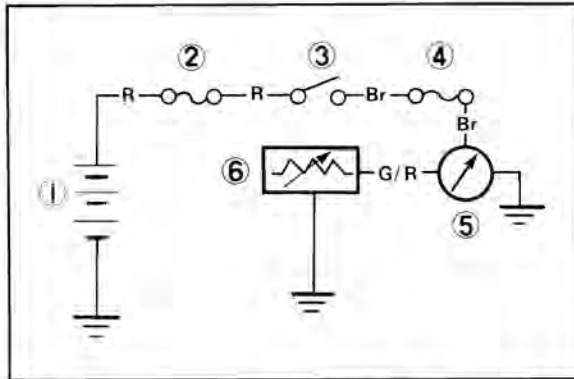 ② ③ ④
R R Br
Br
⑥ G/R
①
⑤